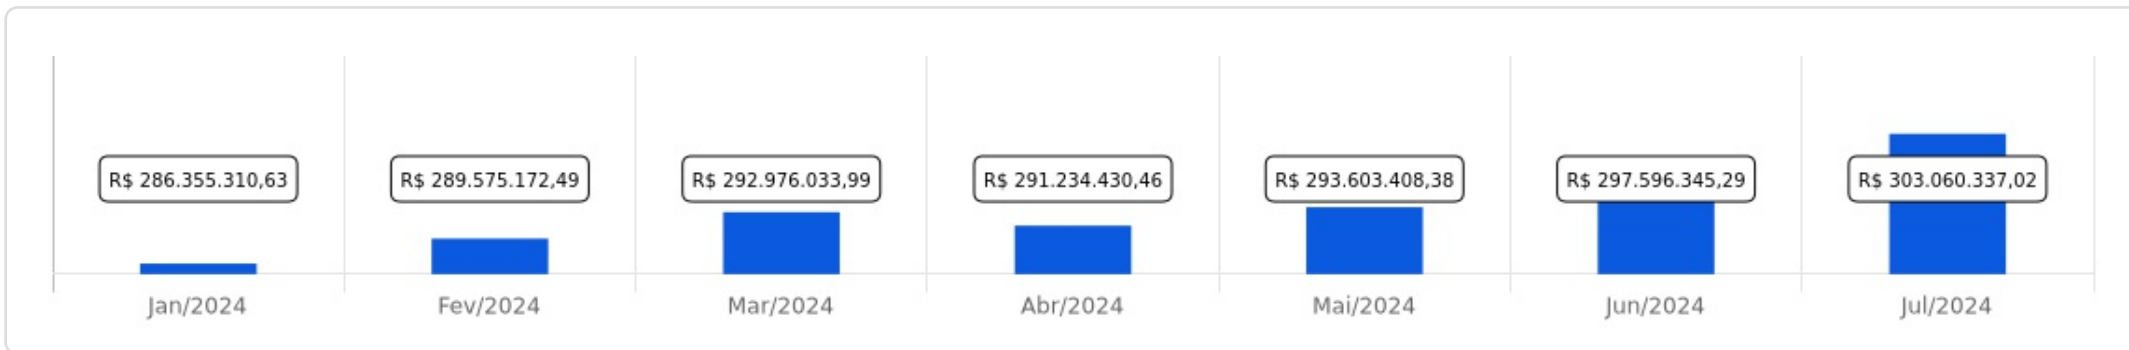 R$ 286.355.310,63 R$ 289.575.172,49 R$ 292.976.033,99 R$ 291.234.430,46 R$ 293.603.408,38 R$ 297.596.345,29 R$ 303.060.337,02
Jan/2024 Fev/2024 Mar/2024 Abr/2024 Mai/2024 Jun/2024 Jul/2024